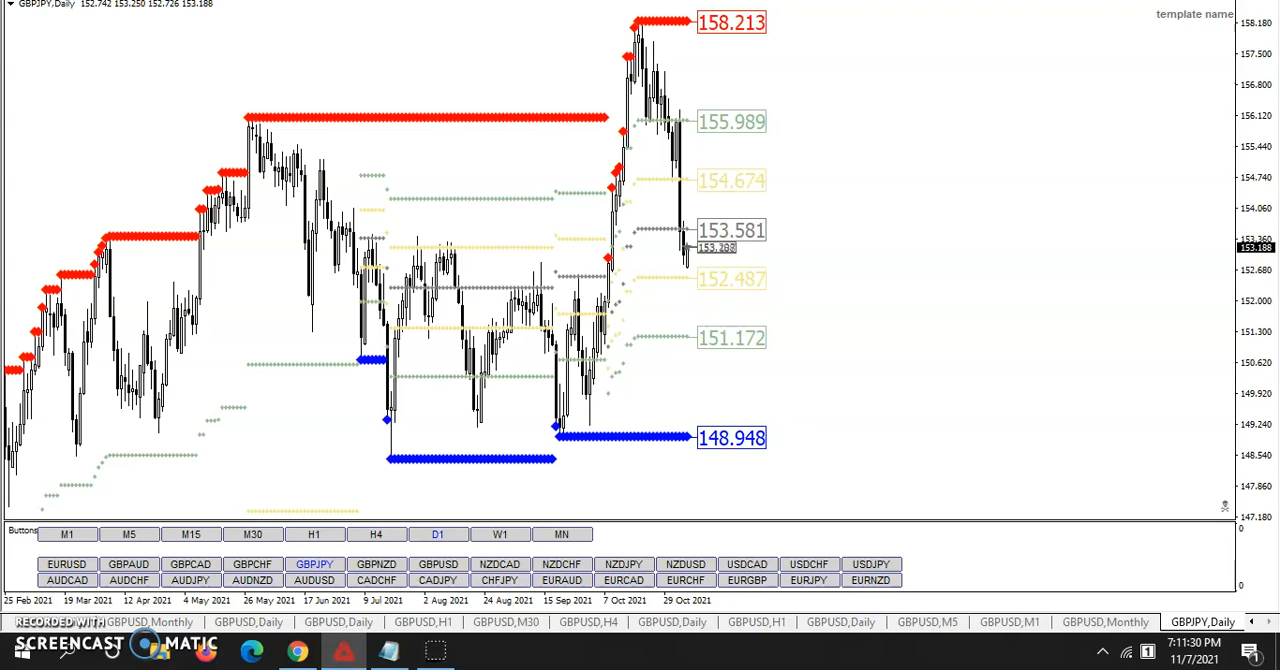 GBPJPY,Daily 152.742 153.250 152.726 153.188
template name
158.213
155.989
154.674
153.581
152.487
151.172
148.948
158.180
157.500
156.800
156.120
155.440
154.740
154.060
153.188
152.680
152.000
151.300
150.620
149.920
149.240
148.540
147.860
147.180
0
0
Buttons
M1 M5 M15 M30 H1 H4 D1 W1 MN
EURUSD GBPAUD GBPCAD GBPCHF GBPJPY GBPNZD GBPUSD NZDCAD NZDCHF NZDJPY NZDUSD USDCAD USDCHF USDJPY
AUDCAD AUDCHF AUDJPY AUDNZD AUDUSD CADCHF CADJPY CHFJPY EURAUD EURCAD EURCHF EURGBP EURJPY EURNZD
25 Feb 2021 19 Mar 2021 12 Apr 2021 4 May 2021 26 May 2021 17 Jun 2021 9 Jul 2021 2 Aug 2021 24 Aug 2021 15 Sep 2021 7 Oct 2021 29 Oct 2021
GBPUSD,Monthly GBPUSD,Daily GBPUSD,Daily GBPUSD,H1 GBPUSD,M30 GBPUSD,H4 GBPUSD,Daily GBPUSD,H1 GBPUSD,Daily GBPUSD,M5 GBPUSD,M1 GBPUSD,Monthly GBPJPY,Daily
RECORDED WITH
SCREENCAST MATIC
7:11:30 PM
11/7/2021